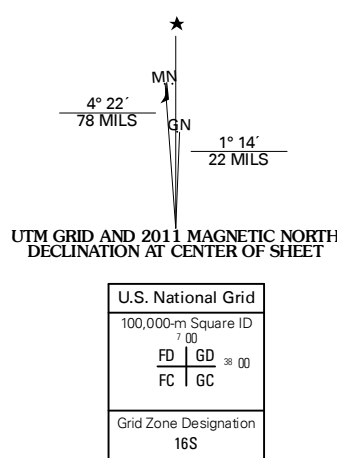 ★
MN
GN
4° 22´
78 MILS
1° 14´
22 MILS
UTM GRID AND 2011 MAGNETIC NORTH
DECLINATION AT CENTER OF SHEET
U.S. National Grid
100,000-m Square ID
7 00
FD GD 38 00
FC GC
Grid Zone Designation
16S